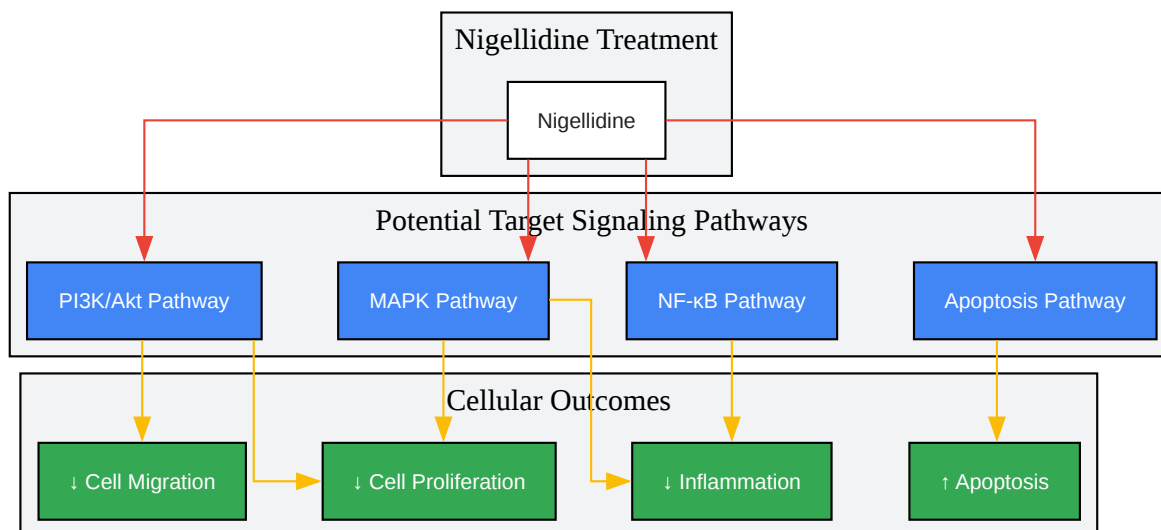 Nigellidine Treatment
Nigellidine
Potential Target Signaling Pathways
PI3K/Akt Pathway
MAPK Pathway
NF-κB Pathway
Apoptosis Pathway
Cellular Outcomes
↓ Cell Migration
↓ Cell Proliferation
↓ Inflammation
↑ Apoptosis